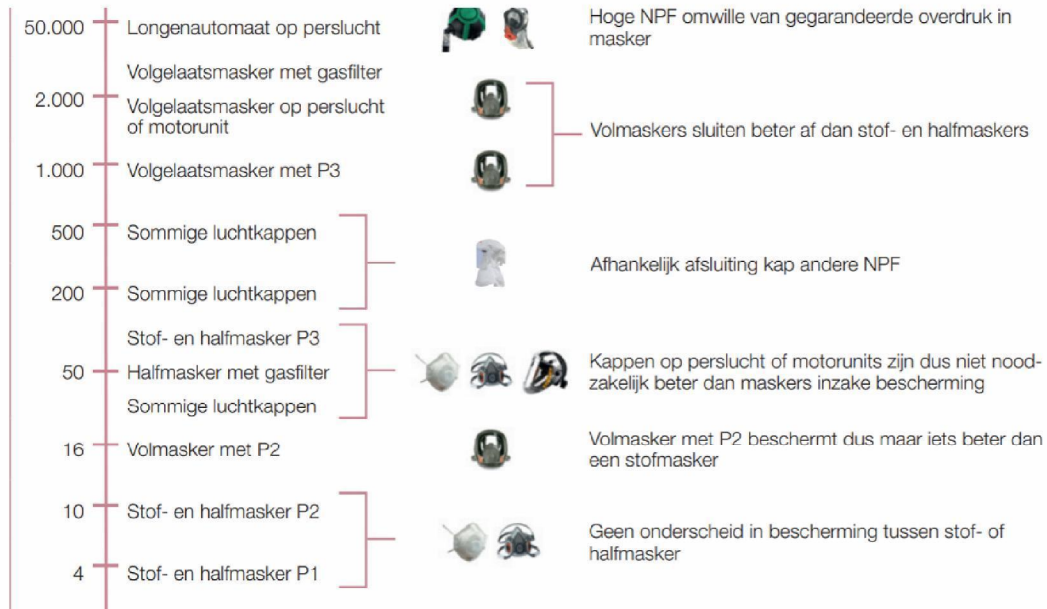 50.000 Longenautomaat op perslucht
Hoge NPF omwille van gegarandeerde overdruk in
masker
Volgelaatsmasker met gasfilter
2.000 Volgelaatsmasker op perslucht
of motorunit
Volmaskers sluiten beter af dan stof- en halfmaskers
1.000 Volgelaatsmasker met P3
500 Sommige luchtkappen
Afhankelijk afsluiting kap andere NPF
200 Sommige luchtkappen
Stof- en halfmasker P3
50 Halfmasker met gasfilter
Sommige luchtkappen
Kappen op perslucht of motorunits zijn dus niet nood-
zakelijk beter dan maskers inzake bescherming
16 Volmasker met P2
Volmasker met P2 beschermt dus maar iets beter dan
een stofmasker
10 Stof- en halfmasker P2
Geen onderscheid in bescherming tussen stof- of
halfmasker
4 Stof- en halfmasker P1